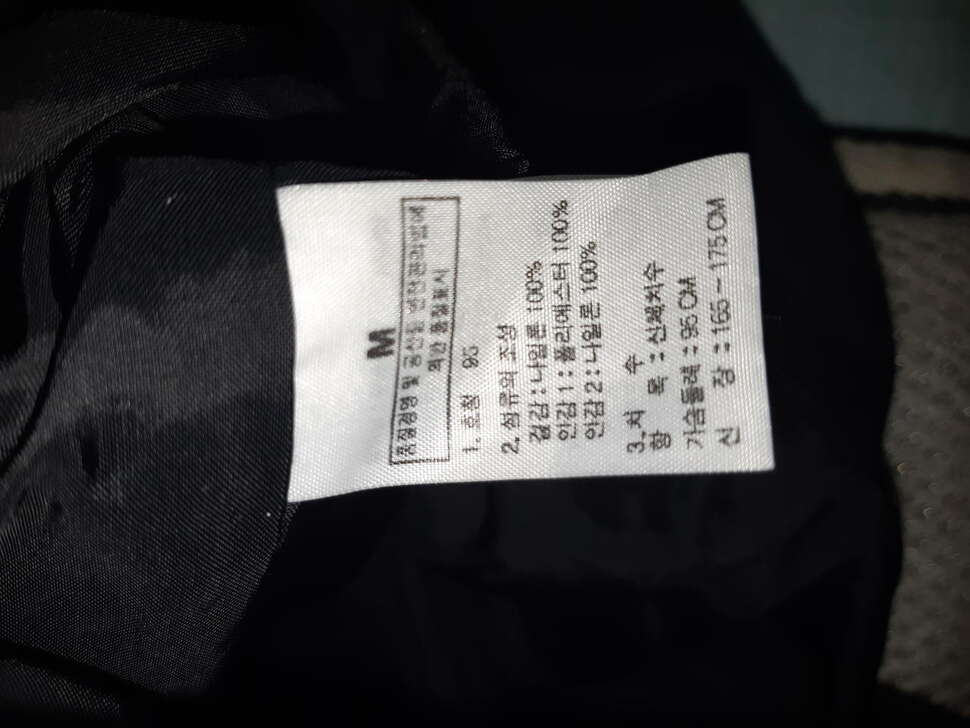 M
품질경영 및 공산품 안전관리법에
의한 품질표시
1. 호칭 95
2. 섬유의 조성
겉감 : 나일론 100%
안감 1 : 폴리에스터 100%
안감 2 : 나일론 100%
3. 치 수
항 목 : 신체치수
가슴둘레 : 95 CM
신 장 : 165~175 CM